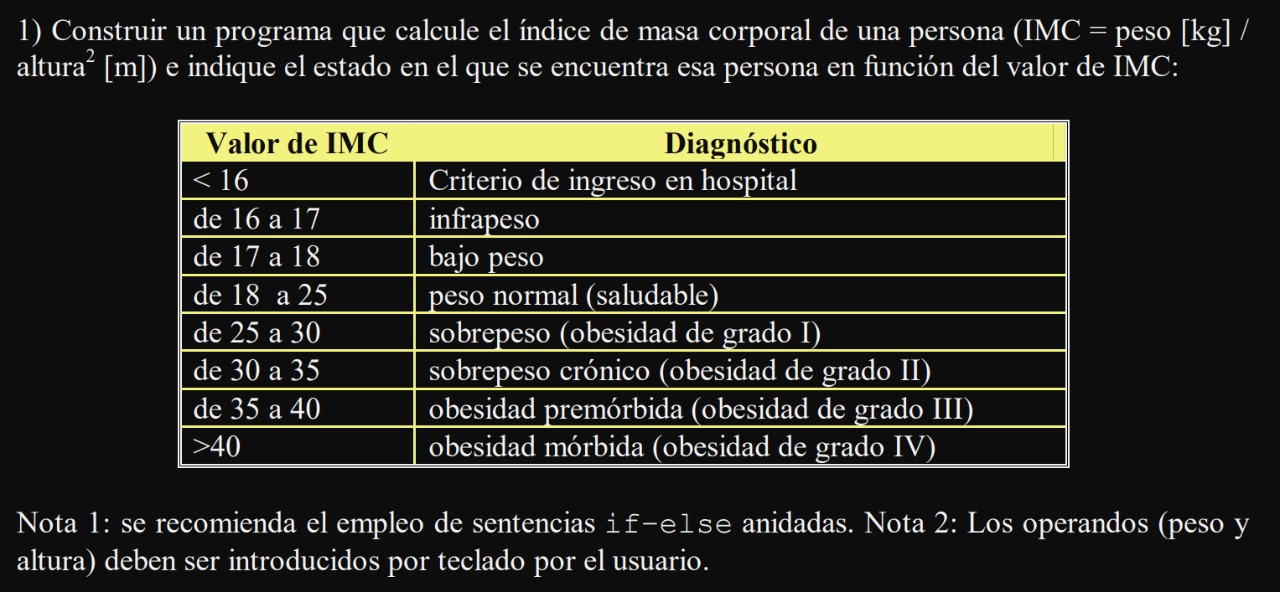 1) Construir un programa que calcule el índice de masa corporal de una persona (IMC = peso [kg] /
altura² [m]) e indique el estado en el que se encuentra esa persona en función del valor de IMC:
Valor de IMC Diagnóstico
< 16 Criterio de ingreso en hospital
de 16 a 17 infrapeso
de 17 a 18 bajo peso
de 18 a 25 peso normal (saludable)
de 25 a 30 sobrepeso (obesidad de grado I)
de 30 a 35 sobrepeso crónico (obesidad de grado II)
de 35 a 40 obesidad premórbida (obesidad de grado III)
>40 obesidad mórbida (obesidad de grado IV)
Nota 1: se recomienda el empleo de sentencias if-else anidadas. Nota 2: Los operandos (peso y
altura) deben ser introducidos por teclado por el usuario.